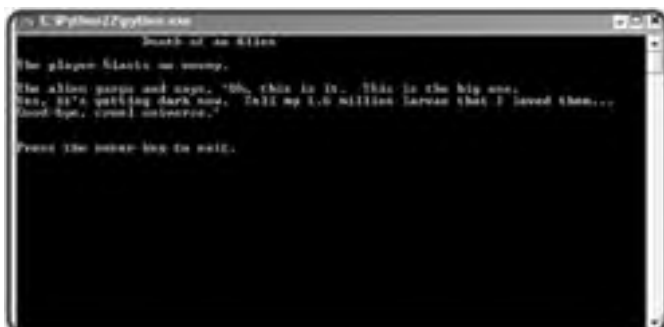 Death of an Alien
The player blasts an enemy.
The alien gasps and says, 'Oh, this is it. This is the big one.
Yes, it's getting dark now. Tell my 1.6 million larvae that I loved them...
Good-bye, cruel universe.'
Press the enter key to exit.